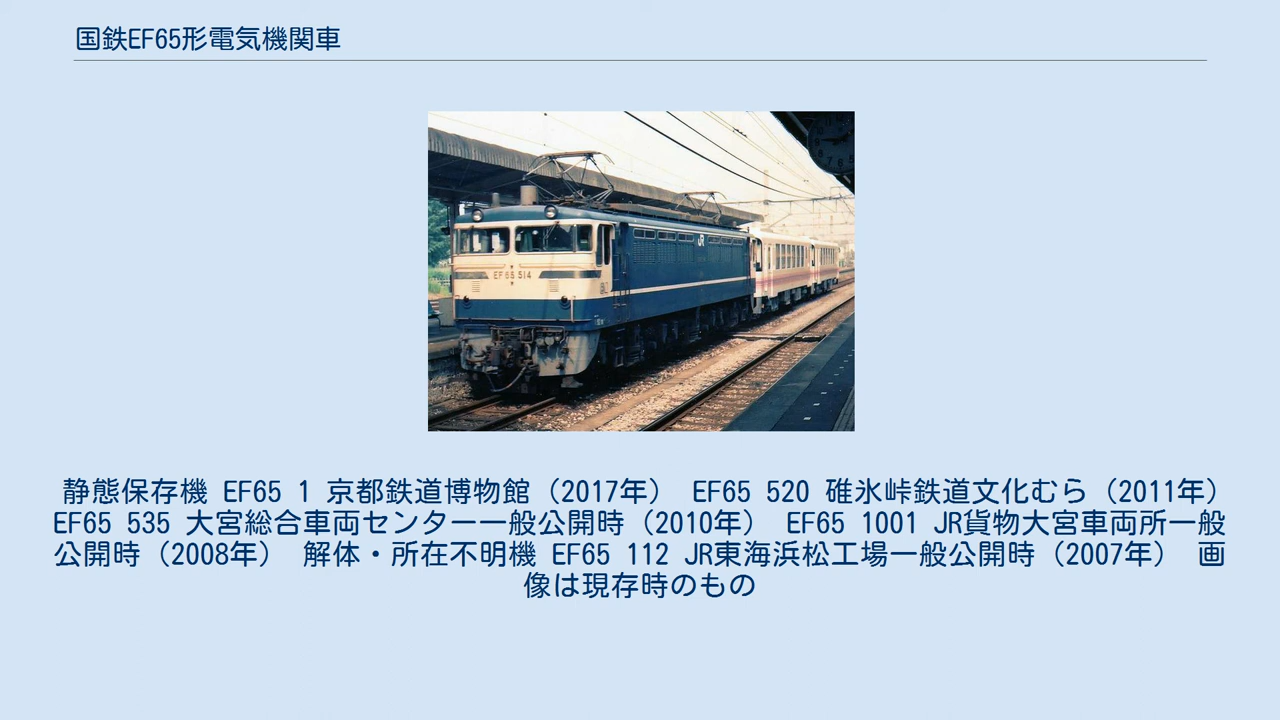 国鉄EF65形電気機関車
JR
EF65 514
静態保存機 EF65 1 京都鉄道博物館（2017年） EF65 520 碓氷峠鉄道文化むら（2011年）
EF65 535 大宮総合車両センター一般公開時（2010年） EF65 1001 JR貨物大宮車両所一般
公開時（2008年） 解体・所在不明機 EF65 112 JR東海浜松工場一般公開時（2007年） 画
像は現存時のもの